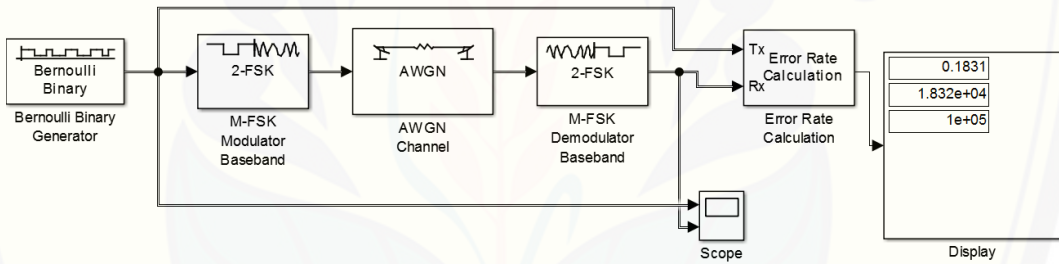 Bernoulli
Binary
Bernoulli Binary
Generator
2-FSK
M-FSK
Modulator
Baseband
AWGN
AWGN
Channel
2-FSK
M-FSK
Demodulator
Baseband
Tx
Rx
Error Rate
Calculation
Error Rate
Calculation
Scope
0.1831
1.832e+04
1e+05
Display